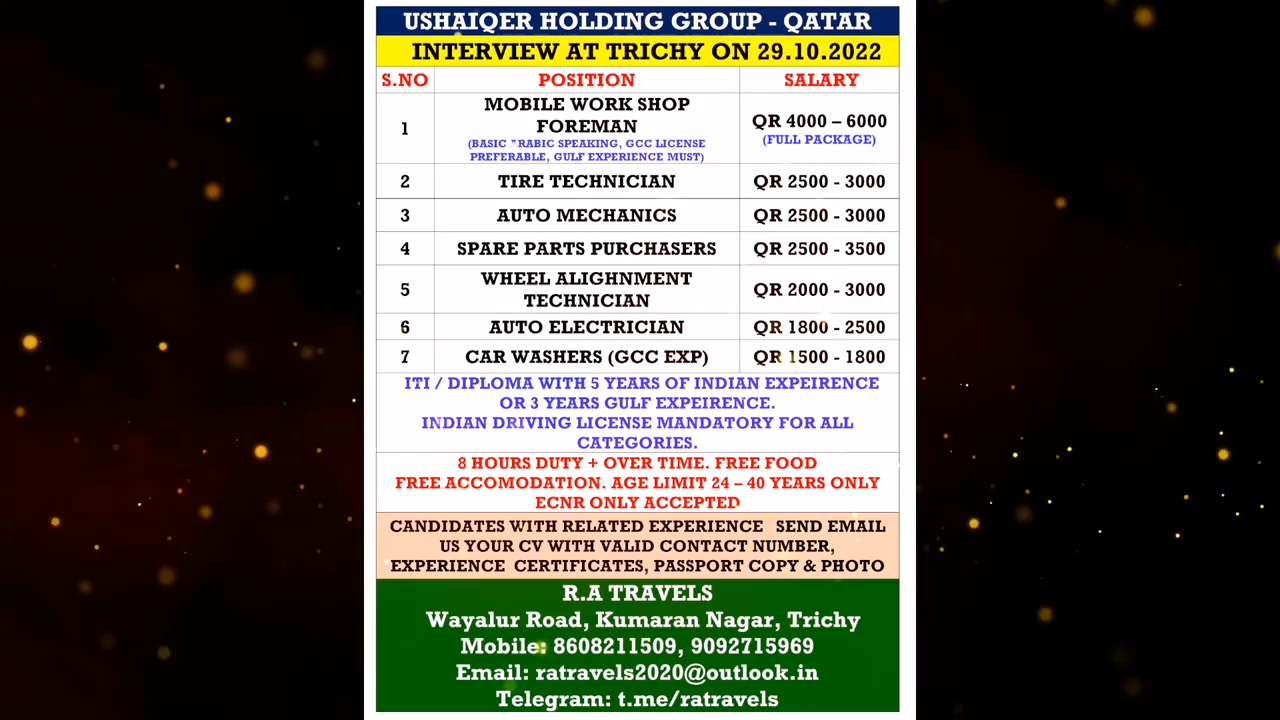 USHAIQER HOLDING GROUP - QATAR
INTERVIEW AT TRICHY ON 29.10.2022
S.NO POSITION SALARY
1 MOBILE WORK SHOP FOREMAN QR 4000 – 6000
(BASIC RABIC SPEAKING, GCC LICENSE (FULL PACKAGE)
PREFERABLE, GULF EXPERIENCE MUST)
2 TIRE TECHNICIAN QR 2500 - 3000
3 AUTO MECHANICS QR 2500 - 3000
4 SPARE PARTS PURCHASERS QR 2500 - 3500
5 WHEEL ALIGHNMENT TECHNICIAN QR 2000 - 3000
6 AUTO ELECTRICIAN QR 1800 - 2500
7 CAR WASHERS (GCC EXP) QR 1500 - 1800
ITI / DIPLOMA WITH 5 YEARS OF INDIAN EXPEIRENCE
OR 3 YEARS GULF EXPEIRENCE.
INDIAN DRIVING LICENSE MANDATORY FOR ALL
CATEGORIES.
8 HOURS DUTY + OVER TIME. FREE FOOD
FREE ACCOMODATION. AGE LIMIT 24 – 40 YEARS ONLY
ECNR ONLY ACCEPTED
CANDIDATES WITH RELATED EXPERIENCE SEND EMAIL
US YOUR CV WITH VALID CONTACT NUMBER,
EXPERIENCE CERTIFICATES, PASSPORT COPY & PHOTO
R.A TRAVELS
Wayalur Road, Kumaran Nagar, Trichy
Mobile: 8608211509, 9092715969
Email: ratravels2020@outlook.in
Telegram: t.me/ratravels